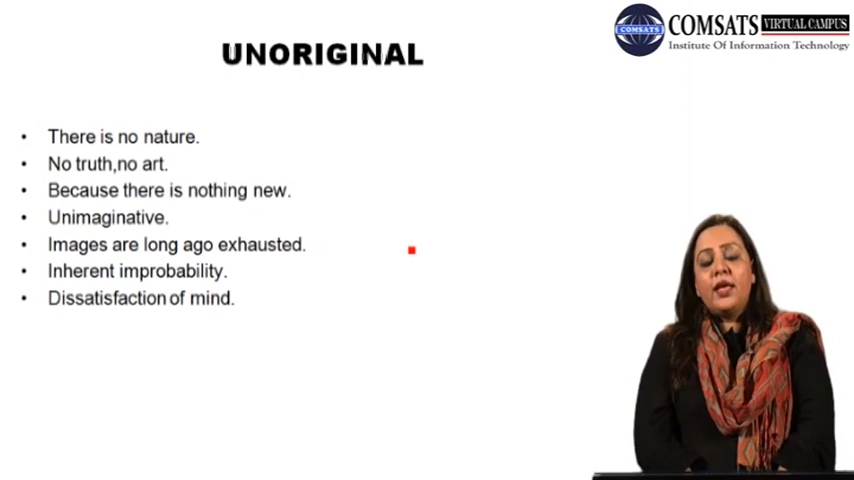 COMSATS VIRTUAL CAMPUS
COMSATS
Institute Of Information Technology
UNORIGINAL
• There is no nature.
• No truth,no art.
• Because there is nothing new.
• Unimaginative.
• Images are long ago exhausted.
• Inherent improbability.
• Dissatisfaction of mind.